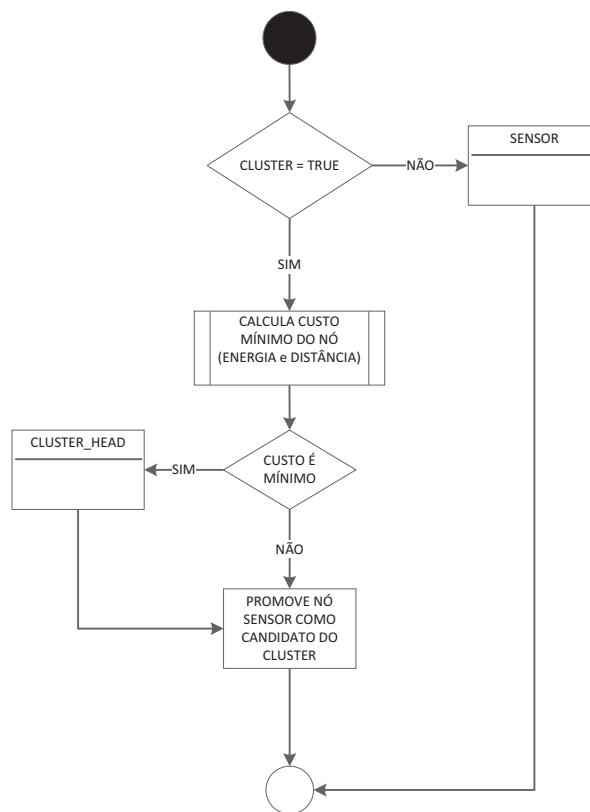 CLUSTER = TRUE
NÃO
SENSOR
SIM
CALCULA CUSTO
MÍNIMO DO NÓ
(ENERGIA e DISTÂNCIA)
CLUSTER_HEAD
SIM
CUSTO É
MÍNIMO
NÃO
PROMOVE NÓ
SENSOR COMO
CANDIDATO DO
CLUSTER